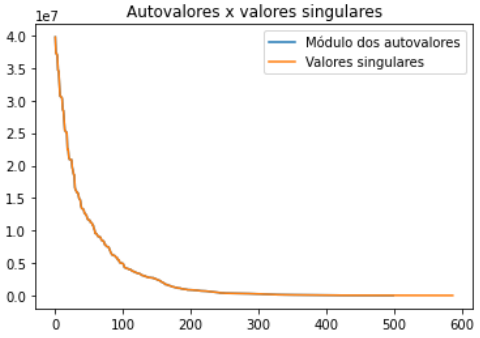 Autovalores x valores singulares
1e7
Módulo dos autovalores
Valores singulares
4.0
3.5
3.0
2.5
2.0
1.5
1.0
0.5
0.0
0 100 200 300 400 500 600